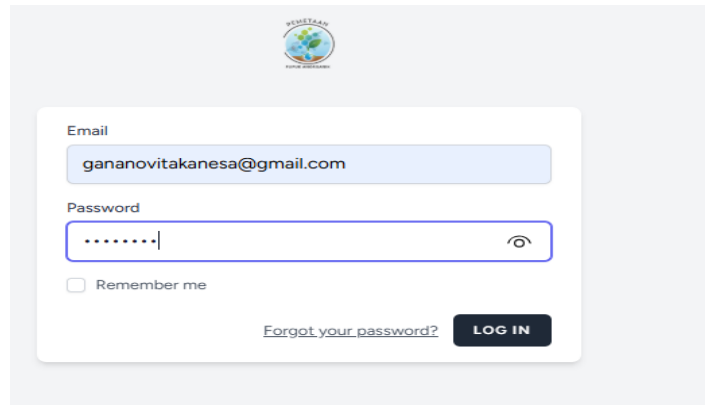 PEMETAAN
Email
gananovitakanesa@gmail.com
Password
Remember me
Forgot your password?
LOG IN